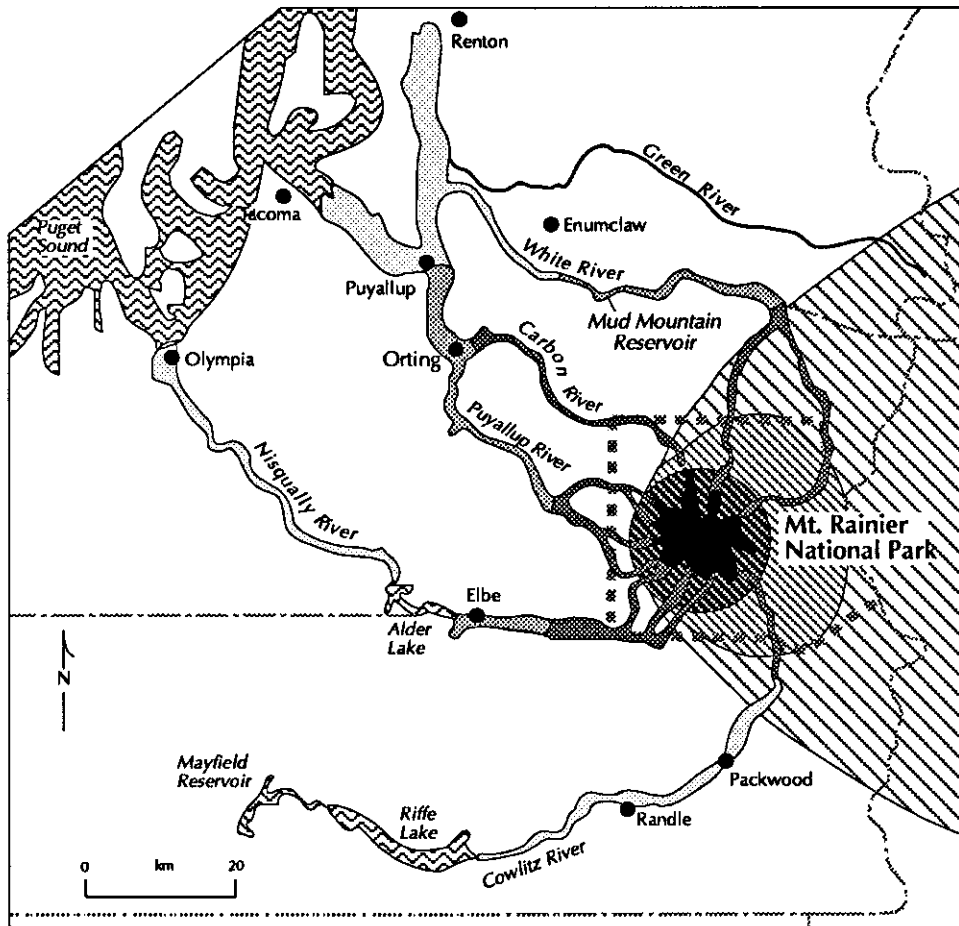 Renton
Green River
Tacoma
Enumclaw
Puget
Sound
White River
Puyallup
Mud Mountain
Reservoir
Carbon
River
Orting
Olympia
Puyallup River
Nisqually River
Mt. Rainier
National Park
Elbe
Alder
Lake
N
Mayfield
Reservoir
Packwood
Riffe
Lake
Randle
Cowlitz River
0 km 20